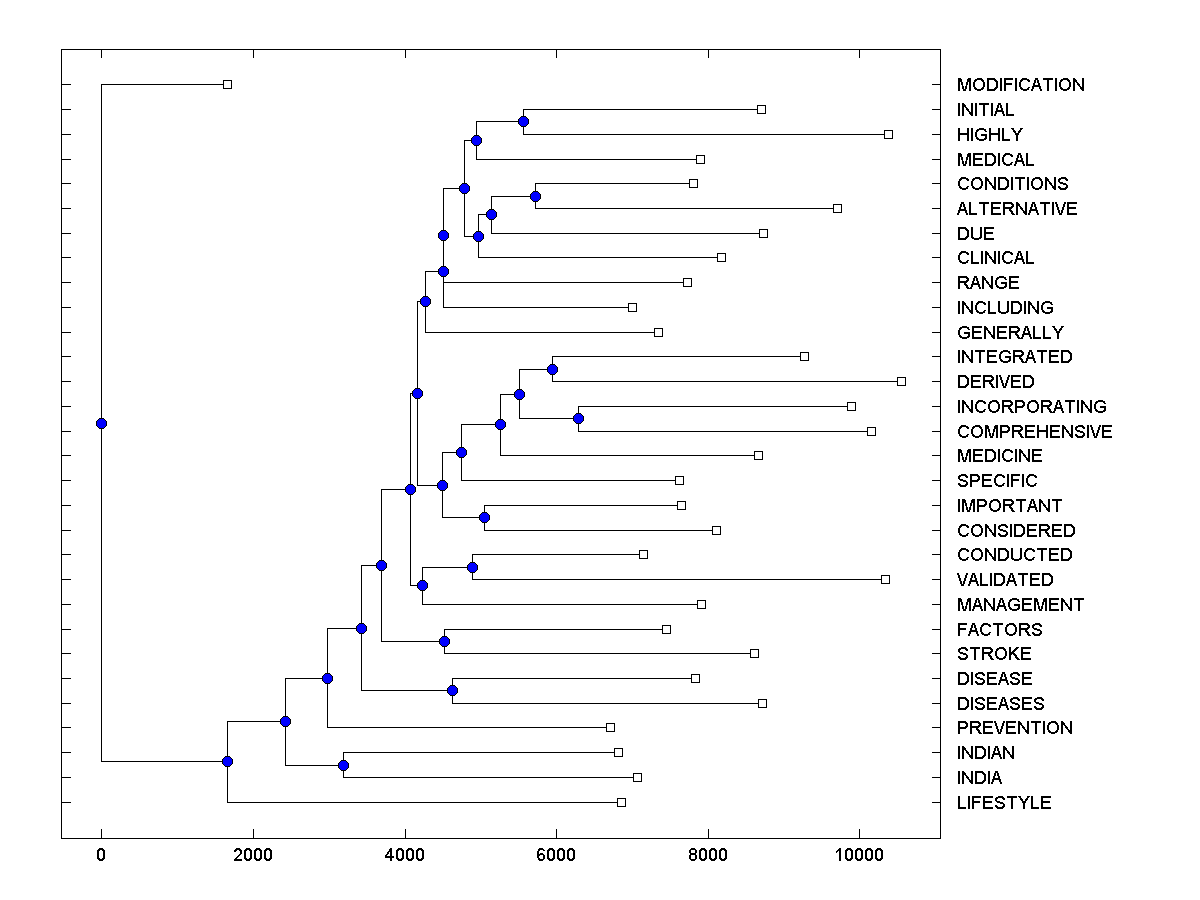 MODIFICATION
INITIAL
HIGHLY
MEDICAL
CONDITIONS
ALTERNATIVE
DUE
CLINICAL
RANGE
INCLUDING
GENERALLY
INTEGRATED
DERIVED
INCORPORATING
COMPREHENSIVE
MEDICINE
SPECIFIC
IMPORTANT
CONSIDERED
CONDUCTED
VALIDATED
MANAGEMENT
FACTORS
STROKE
DISEASE
DISEASES
PREVENTION
INDIAN
INDIA
LIFESTYLE
0 2000 4000 6000 8000 10000